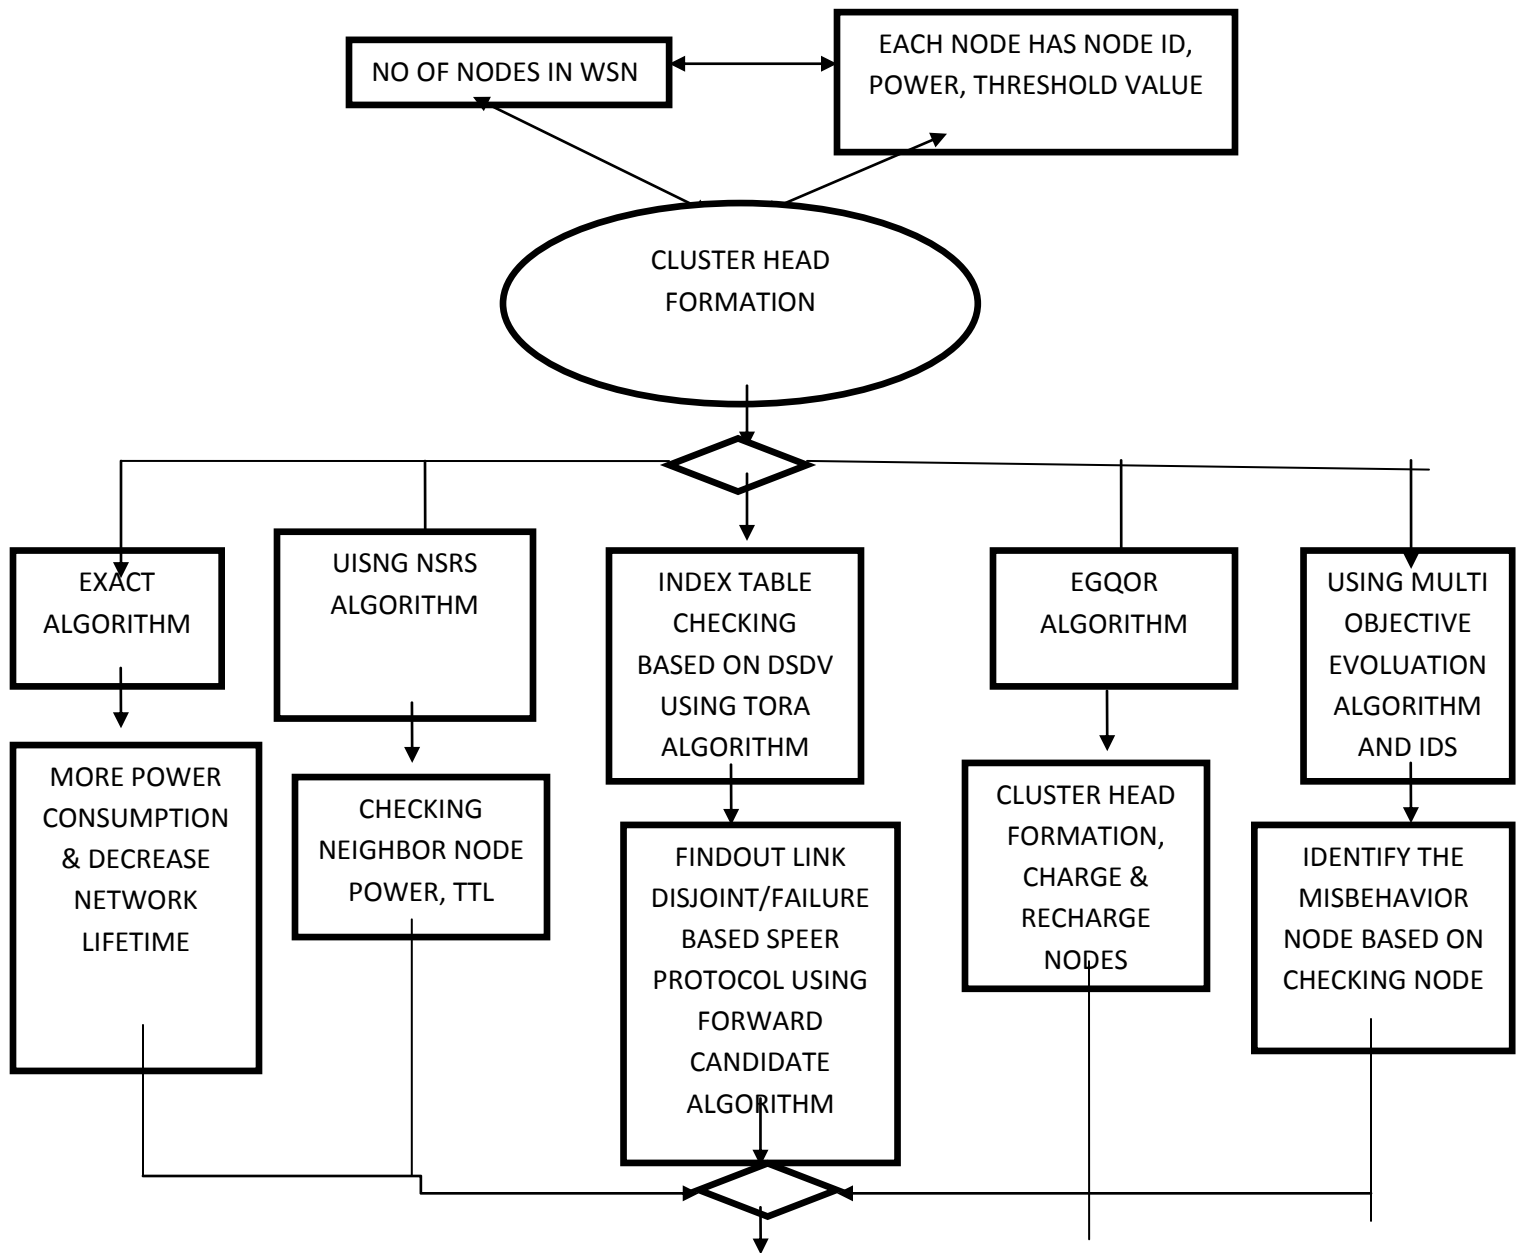 NO OF NODES IN WSN
EACH NODE HAS NODE ID,
POWER, THRESHOLD VALUE
CLUSTER HEAD
FORMATION
EXACT
ALGORITHM
UISNG NSRS
ALGORITHM
INDEX TABLE
CHECKING
BASED ON DSDV
USING TORA
ALGORITHM
EGQOR
ALGORITHM
USING MULTI
OBJECTIVE
EVOLUATION
ALGORITHM
AND IDS
MORE POWER
CONSUMPTION
& DECREASE
NETWORK
LIFETIME
CHECKING
NEIGHBOR NODE
POWER, TTL
FINDOUT LINK
DISJOINT/FAILURE
BASED SPEER
PROTOCOL USING
FORWARD
CANDIDATE
ALGORITHM
CLUSTER HEAD
FORMATION,
CHARGE &
RECHARGE
NODES
IDENTIFY THE
MISBEHAVIOR
NODE BASED ON
CHECKING NODE